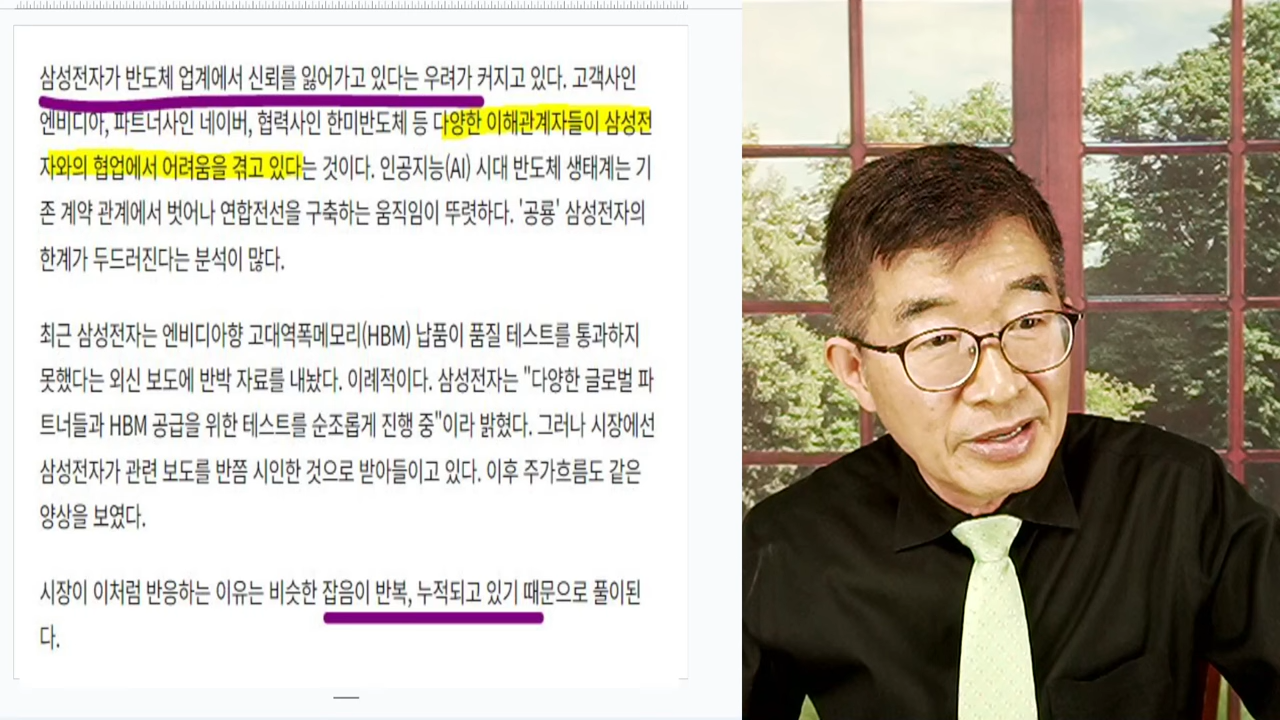 삼성전자가 반도체 업계에서 신뢰를 잃어가고 있다는 우려가 커지고 있다. 고객사인
엔비디아, 파트너사인 네이버, 협력사인 한미반도체 등 다양한 이해관계자들이 삼성전
자와의 협업에서 어려움을 겪고 있다는 것이다. 인공지능(AI) 시대 반도체 생태계는 기
존 계약 관계에서 벗어나 연합전선을 구축하는 움직임이 뚜렷하다. '공룡' 삼성전자의
한계가 두드러진다는 분석이 많다.
최근 삼성전자는 엔비디아향 고대역폭메모리(HBM) 납품이 품질 테스트를 통과하지
못했다는 외신 보도에 반박 자료를 내놨다. 이례적이다. 삼성전자는 "다양한 글로벌 파
트너들과 HBM 공급을 위한 테스트를 순조롭게 진행 중"이라 밝혔다. 그러나 시장에선
삼성전자가 관련 보도를 반쯤 시인한 것으로 받아들이고 있다. 이후 주가흐름도 같은
양상을 보였다.
시장이 이처럼 반응하는 이유는 비슷한 잡음이 반복, 누적되고 있기 때문으로 풀이된
다.